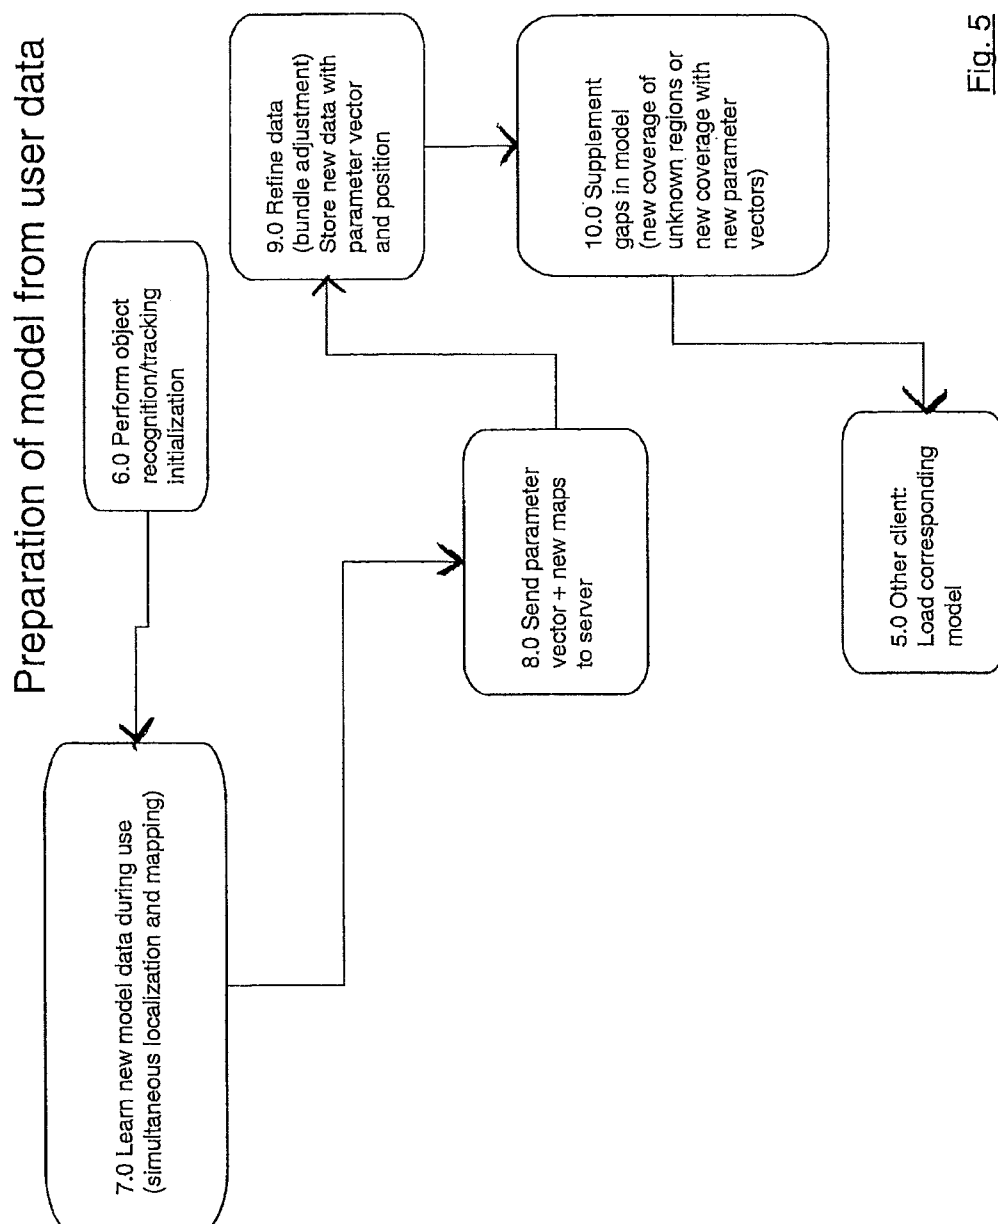 Preparation of model from user data
6.0 Perform object
recognition/tracking
initialization
7.0 Learn new model data during use
(simultaneous localization and mapping)
8.0 Send parameter
vector + new maps
to server
9.0 Refine data
(bundle adjustment)
Store new data with
parameter vector
and position
10.0 Supplement
gaps in model
(new coverage of
unknown regions or
new coverage with
new parameter
vectors)
5.0 Other client:
Load corresponding
model
Fig. 5